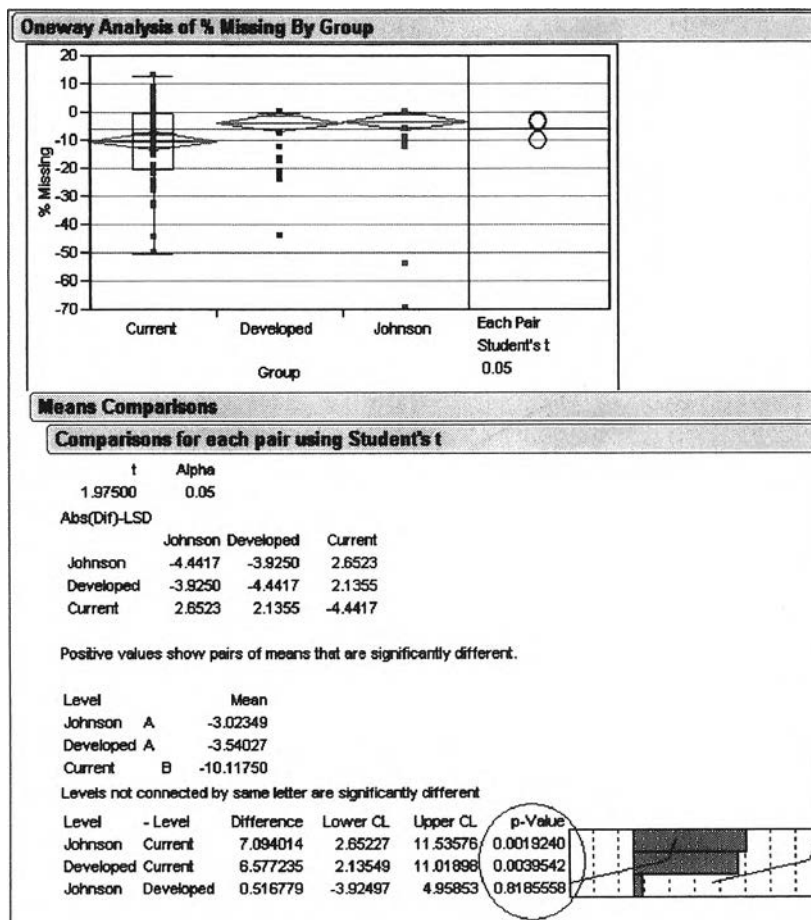 Oneway Analysis of % Missing By Group
20
10
0
-10
-20
-30
-40
-50
-60
-70
% Missing
Current Developed Johnson
Group
Each Pair
Student's t
0.05
Means Comparisons
Comparisons for each pair using Student's t
t Alpha
1.97500 0.05
Abs(Dif)-LSD
Johnson Developed Current
Johnson -4.4417 -3.9250 2.6523
Developed -3.9250 -4.4417 2.1355
Current 2.6523 2.1355 -4.4417
Positive values show pairs of means that are significantly different.
Level Mean
Johnson A -3.02349
Developed A -3.54027
Current B -10.11750
Levels not connected by same letter are significantly different
Level - Level Difference Lower CL Upper CL p-Value
Johnson Current 7.094014 2.65227 11.53576 0.0019240
Developed Current 6.577235 2.13549 11.01898 0.0039542
Johnson Developed 0.516779 -3.92497 4.95853 0.8185558